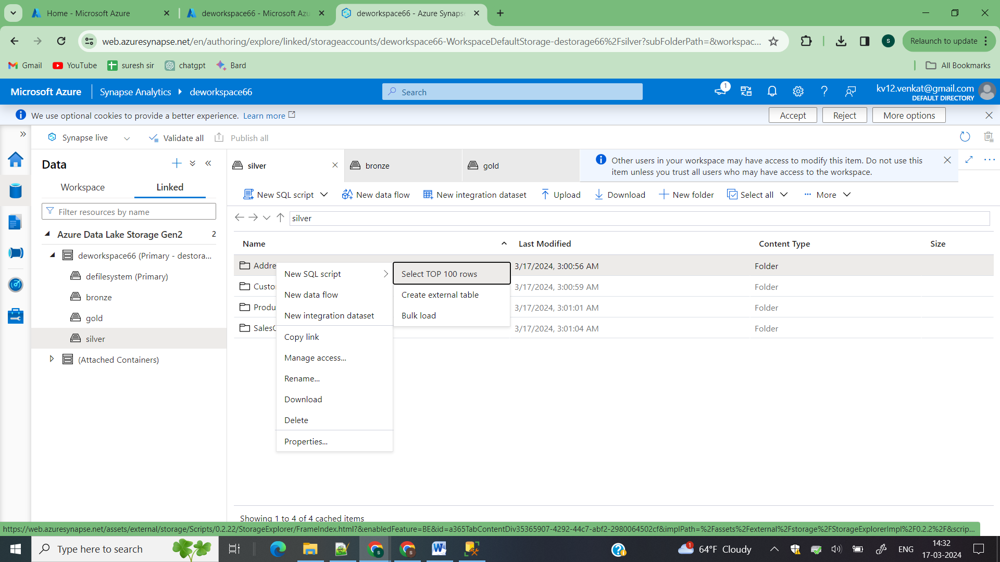 Home - Microsoft Azure
deworkspace66 - Microsoft Azu
deworkspace66 - Azure Synapse
web.azuresynapse.net/en/authoring/explore/linked/storageaccounts/deworkspace66-WorkspaceDefaultStorage-destorage66%2Fsilver?subFolderPath=&workspac...
S
Relaunch to update
Gmail
YouTube
suresh sir
chatgpt
Bard
All Bookmarks
Microsoft Azure
Synapse Analytics
deworkspace66
Search
1
kv12.venkat@gmail.com
DEFAULT DIRECTORY
We use optional cookies to provide a better experience. Learn more
Accept
Reject
More options
Synapse live
Validate all
Publish all
Data
Workspace
Linked
Filter resources by name
Azure Data Lake Storage Gen2
2
deworkspace66 (Primary - destora...
defilesystem (Primary)
bronze
gold
silver
(Attached Containers)
silver
bronze
gold
Other users in your workspace may have access to modify this item. Do not use this
item unless you trust all users who may have access to the workspace.
New SQL script
New data flow
New integration dataset
Upload
Download
New folder
Select all
More
silver
Name
Last Modified
Content Type
Size
Addre
3/17/2024, 3:00:56 AM
Folder
Custo
3/17/2024, 3:00:59 AM
Folder
Produ
3/17/2024, 3:01:01 AM
Folder
SalesO
3/17/2024, 3:01:04 AM
Folder
New SQL script
New data flow
New integration dataset
Copy link
Manage access...
Rename...
Download
Delete
Properties...
Select TOP 100 rows
Create external table
Bulk load
Showing 1 to 4 of 4 cached items
https://web.azuresynapse.net/assets/external/storage/Scripts/0.2.22/StorageExplorer/FrameIndex.html?&enabledFeature=BE&id=a365TabContentDiv35365907-4292-44c7-abf2-2980064502cf&implPath=%2Fassets%2Fexternal%2Fstorage%2FStorageExplorerImpl%2F0.2.2%2F&scrip...
Type here to search
1
64°F Cloudy
ENG
14:32
17-03-2024